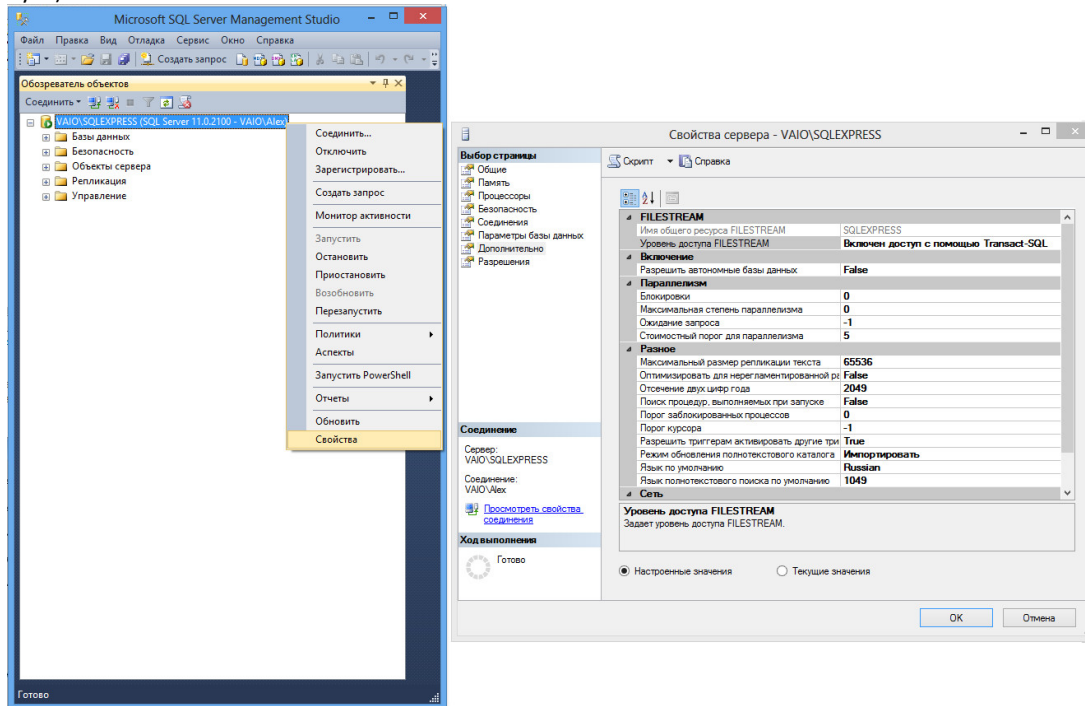 Microsoft SQL Server Management Studio
Файл Правка Вид Отладка Сервис Окно Справка
Создать запрос
Обозреватель объектов
Соединить
VAIO\SQLEXPRESS (SQL Server 11.0.2100 - VAIO\Alex)
Базы данных
Безопасность
Объекты сервера
Репликация
Управление
Готово
Соединить...
Отключить
Зарегистрировать...
Создать запрос
Монитор активности
Запустить
Остановить
Приостановить
Возобновить
Перезапустить
Политики
Аспекты
Запустить PowerShell
Отчеты
Обновить
Свойства
Свойства сервера - VAIO\SQLEXPRESS
Выбор страницы
Общие
Память
Процессоры
Безопасность
Соединения
Параметры базы данных
Дополнительно
Разрешения
Соединение
Сервер:
VAIO\SQLEXPRESS
Соединение:
VAIO\Alex
Просмотреть свойства
соединения
Ход выполнения
Готово
Скрипт Справка
FILESTREAM
Имя общего ресурса FILESTREAM SQLEXPRESS
Уровень доступа FILESTREAM Включен доступ с помощью Transact-SQL
Включение
Разрешить автономные базы данных False
Параллелизм
Блокировки 0
Максимальная степень параллелизма 0
Ожидание запроса -1
Стоимостный порог для параллелизма 5
Разное
Максимальный размер репликации текста 65536
Оптимизировать для нерегламентированной ра False
Отсечение двух цифр года 2049
Поиск процедур, выполняемых при запуске False
Порог заблокированных процессов 0
Порог курсора -1
Разрешить триггерам активировать другие три True
Режим обновления полнотекстового каталога Импортировать
Язык по умолчанию Russian
Язык полнотекстового поиска по умолчанию 1049
Сеть
Уровень доступа FILESTREAM
Задает уровень доступа FILESTREAM.
Настроенные значения Текущие значения
OK Отмена